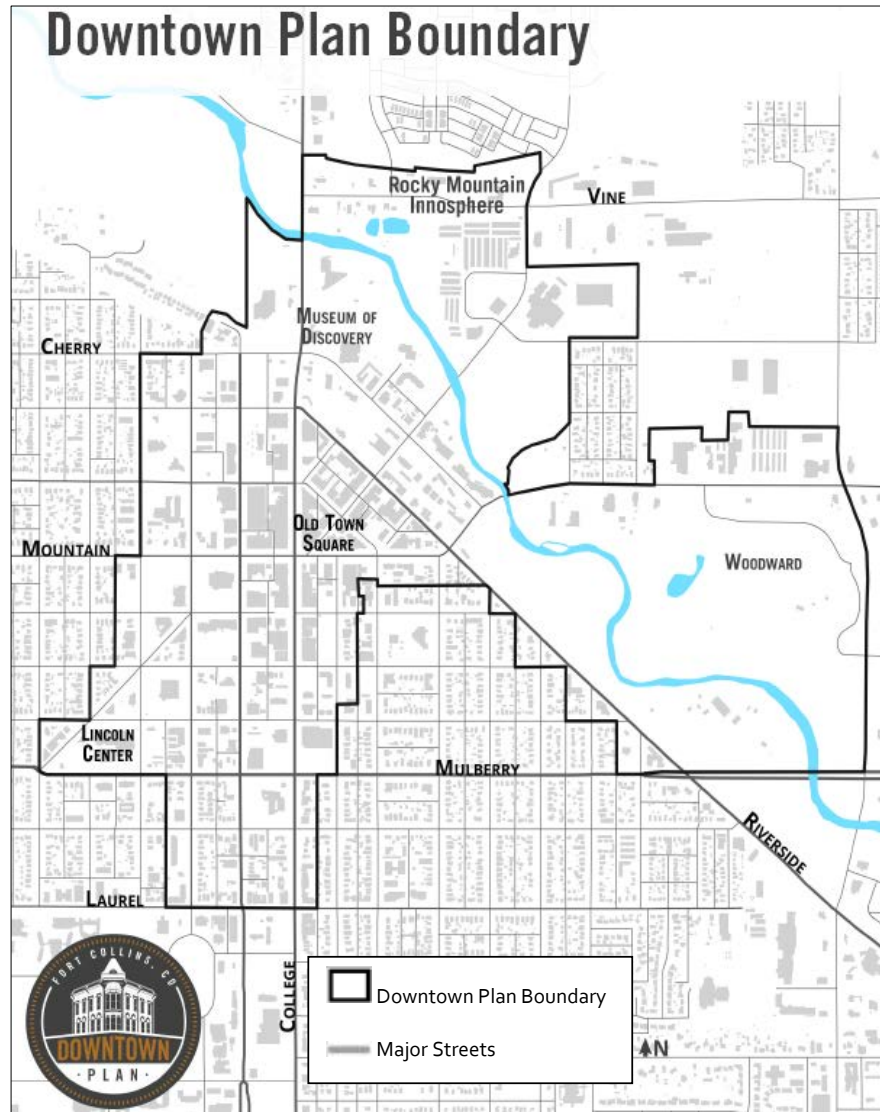 Downtown Plan Boundary
Rocky Mountain
Innosphere
VINE
MUSEUM OF
DISCOVERY
CHERRY
OLD TOWN
SQUARE
MOUNTAIN
WOODWARD
LINCOLN
CENTER
MULBERRY
RIVERSIDE
LAUREL
COLLEGE
FORT COLLINS, CO
DOWNTOWN
· PLAN ·
Downtown Plan Boundary
Major Streets
N